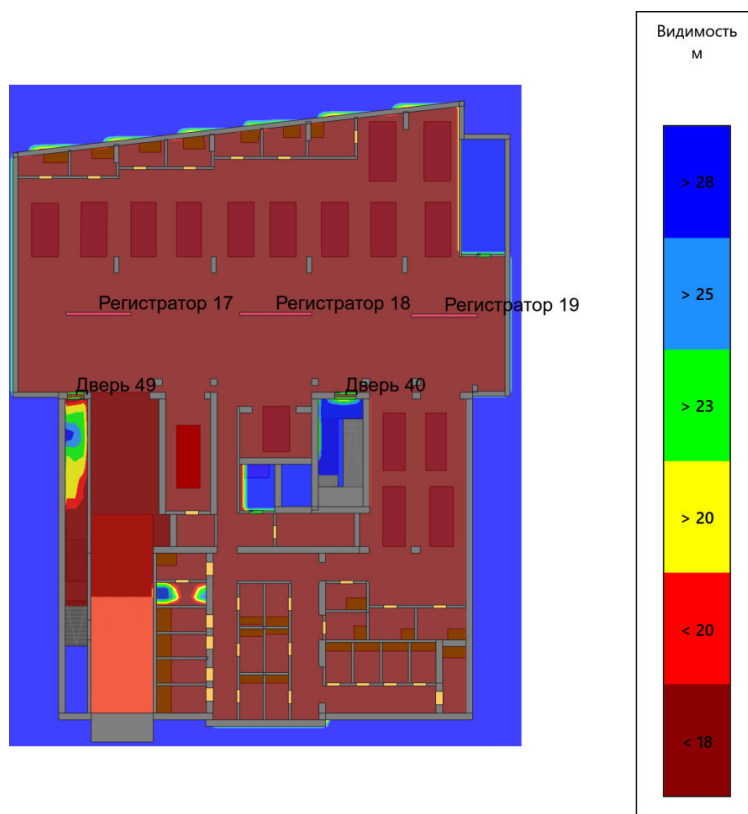 Видимость
м
> 28
> 25
> 23
> 20
< 20
< 18
Регистратор 17
Регистратор 18
Регистратор 19
Дверь 49
Дверь 40